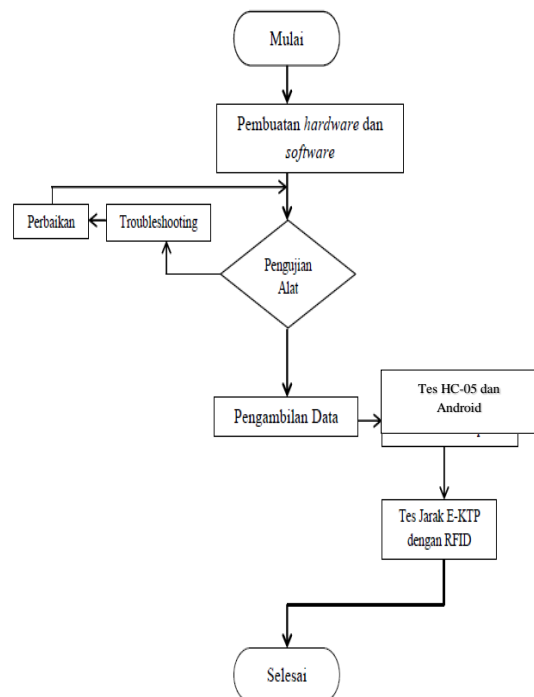 Mulai
Pembuatan hardware dan
software
Perbaikan
Troubleshooting
Pengujian
Alat
Pengambilan Data
Tes HC-05 dan
Android
Tes Jarak E-KTP
dengan RFID
Selesai